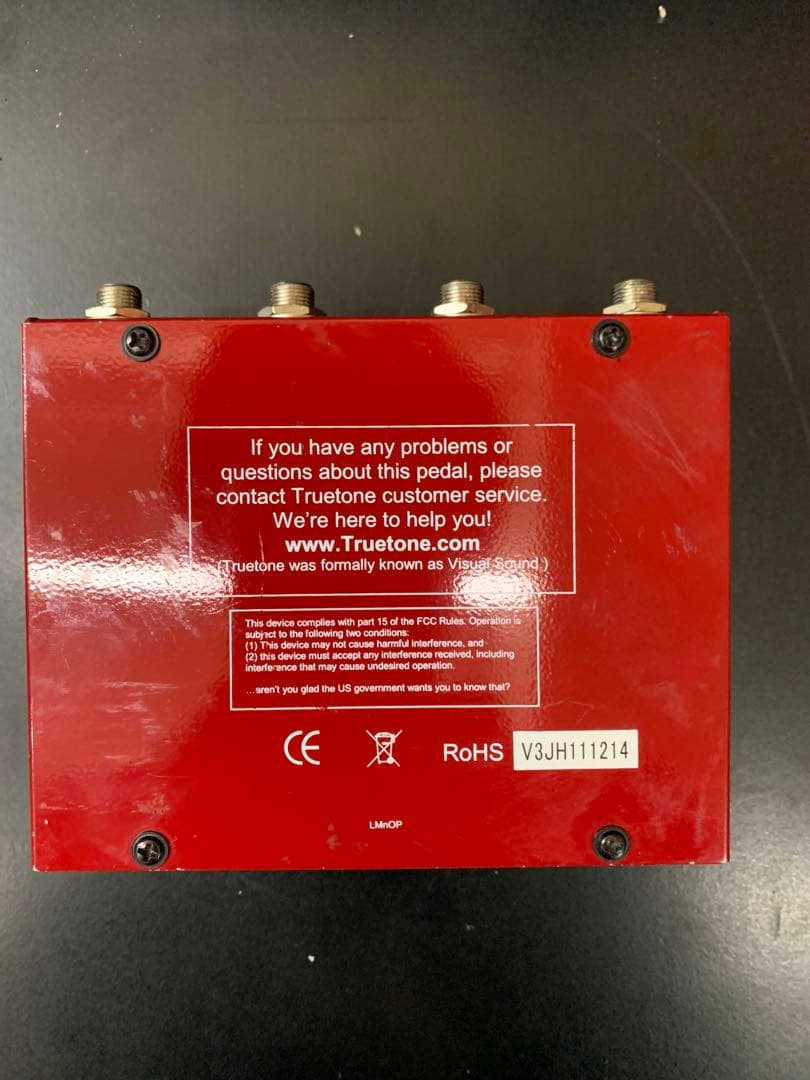 If you have any problems or
questions about this pedal, please
contact Truetone customer service.
We're here to help you!
www.Truetone.com
(Truetone was formally known as Visual Sound.)
This device complies with part 15 of the FCC Rules. Operation is
subject to the following two conditions:
(1) This device may not cause harmful interference, and
(2) this device must accept any interference received, including
interference that may cause undesired operation.
...aren't you glad the US government wants you to know that?
CE RoHS V3JH111214
LMnOP